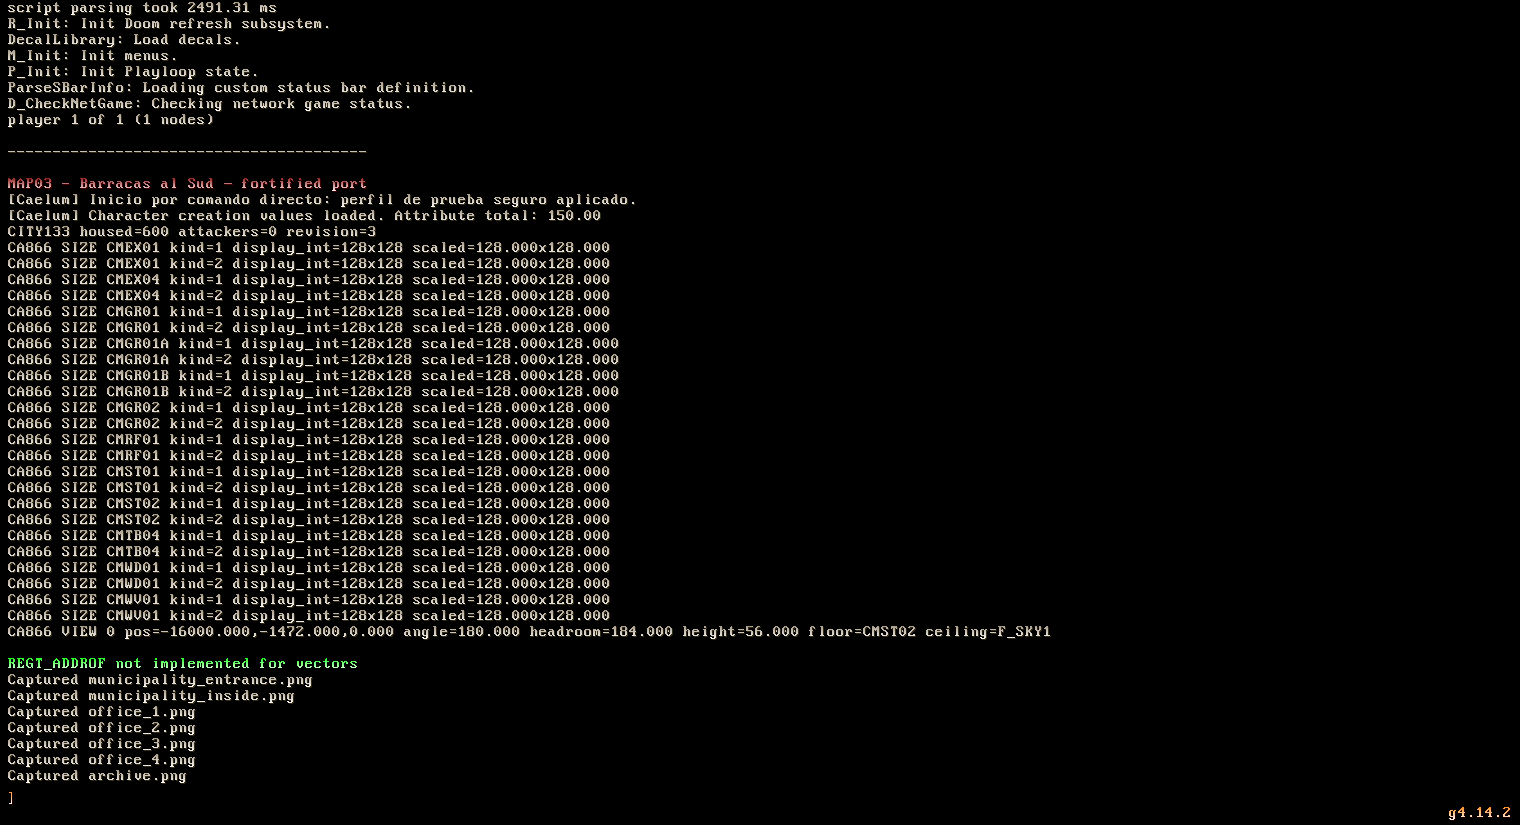 script parsing took 2491.31 ms
R_Init: Init Doom refresh subsystem.
DecalLibrary: Load decals.
M_Init: Init menus.
P_Init: Init Playloop state.
ParseSBarInfo: Loading custom status bar definition.
D_CheckNetGame: Checking network game status.
player 1 of 1 (1 nodes)
----------------------------------------
MAP03 - Barracas al Sud - fortified port
[Caelum] Inicio por comando directo: perfil de prueba seguro aplicado.
[Caelum] Character creation values loaded. Attribute total: 150.00
CITY133 housed=600 attackers=0 revision=3
CA866 SIZE CMEX01 kind=1 display_int=128x128 scaled=128.000x128.000
CA866 SIZE CMEX01 kind=2 display_int=128x128 scaled=128.000x128.000
CA866 SIZE CMEX04 kind=1 display_int=128x128 scaled=128.000x128.000
CA866 SIZE CMEX04 kind=2 display_int=128x128 scaled=128.000x128.000
CA866 SIZE CMGR01 kind=1 display_int=128x128 scaled=128.000x128.000
CA866 SIZE CMGR01 kind=2 display_int=128x128 scaled=128.000x128.000
CA866 SIZE CMGR01A kind=1 display_int=128x128 scaled=128.000x128.000
CA866 SIZE CMGR01A kind=2 display_int=128x128 scaled=128.000x128.000
CA866 SIZE CMGR01B kind=1 display_int=128x128 scaled=128.000x128.000
CA866 SIZE CMGR01B kind=2 display_int=128x128 scaled=128.000x128.000
CA866 SIZE CMGR02 kind=1 display_int=128x128 scaled=128.000x128.000
CA866 SIZE CMGR02 kind=2 display_int=128x128 scaled=128.000x128.000
CA866 SIZE CMRF01 kind=1 display_int=128x128 scaled=128.000x128.000
CA866 SIZE CMRF01 kind=2 display_int=128x128 scaled=128.000x128.000
CA866 SIZE CMST01 kind=1 display_int=128x128 scaled=128.000x128.000
CA866 SIZE CMST01 kind=2 display_int=128x128 scaled=128.000x128.000
CA866 SIZE CMST02 kind=1 display_int=128x128 scaled=128.000x128.000
CA866 SIZE CMST02 kind=2 display_int=128x128 scaled=128.000x128.000
CA866 SIZE CMTB04 kind=1 display_int=128x128 scaled=128.000x128.000
CA866 SIZE CMTB04 kind=2 display_int=128x128 scaled=128.000x128.000
CA866 SIZE CMWD01 kind=1 display_int=128x128 scaled=128.000x128.000
CA866 SIZE CMWD01 kind=2 display_int=128x128 scaled=128.000x128.000
CA866 SIZE CMWV01 kind=1 display_int=128x128 scaled=128.000x128.000
CA866 SIZE CMWV01 kind=2 display_int=128x128 scaled=128.000x128.000
CA866 VIEW 0 pos=-16000.000,-1472.000,0.000 angle=180.000 headroom=184.000 height=56.000 floor=CMST02 ceiling=F_SKY1
REGT_ADDROF not implemented for vectors
Captured municipality_entrance.png
Captured municipality_inside.png
Captured office_1.png
Captured office_2.png
Captured office_3.png
Captured office_4.png
Captured archive.png
]
g4.14.2